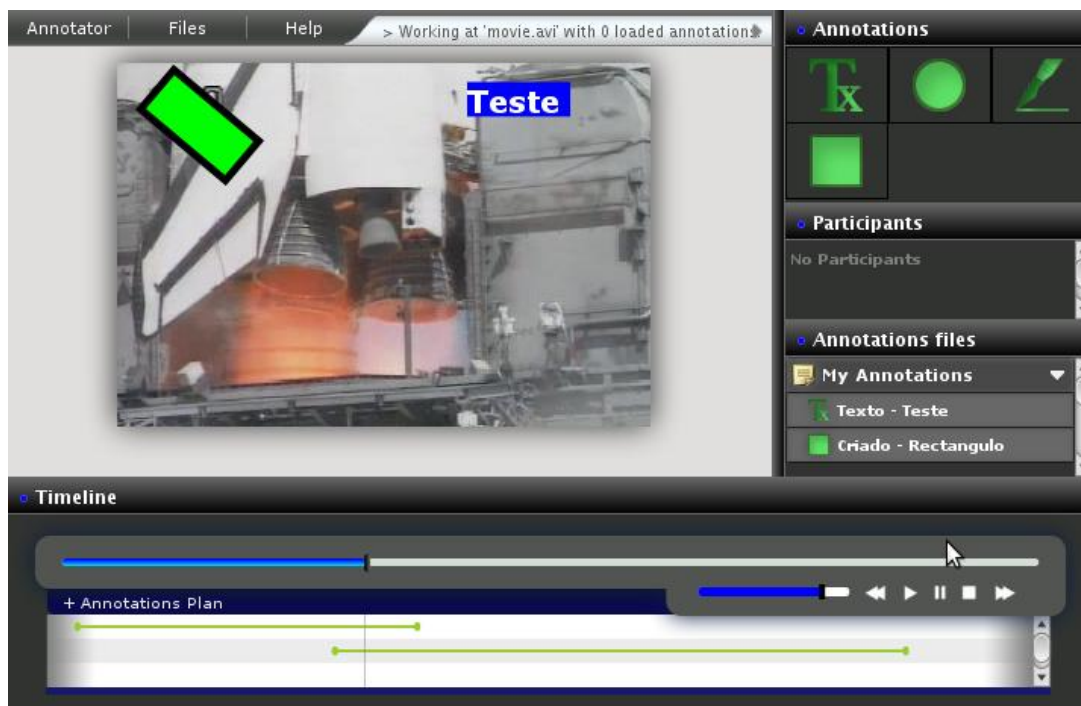 Annotator
Files
Help
> Working at 'movie.avi' with 0 loaded annotations
Annotations
Tx
Teste
Participants
No Participants
Annotations files
My Annotations
Tx Texto - Teste
Criado - Rectangulo
Timeline
+ Annotations Plan